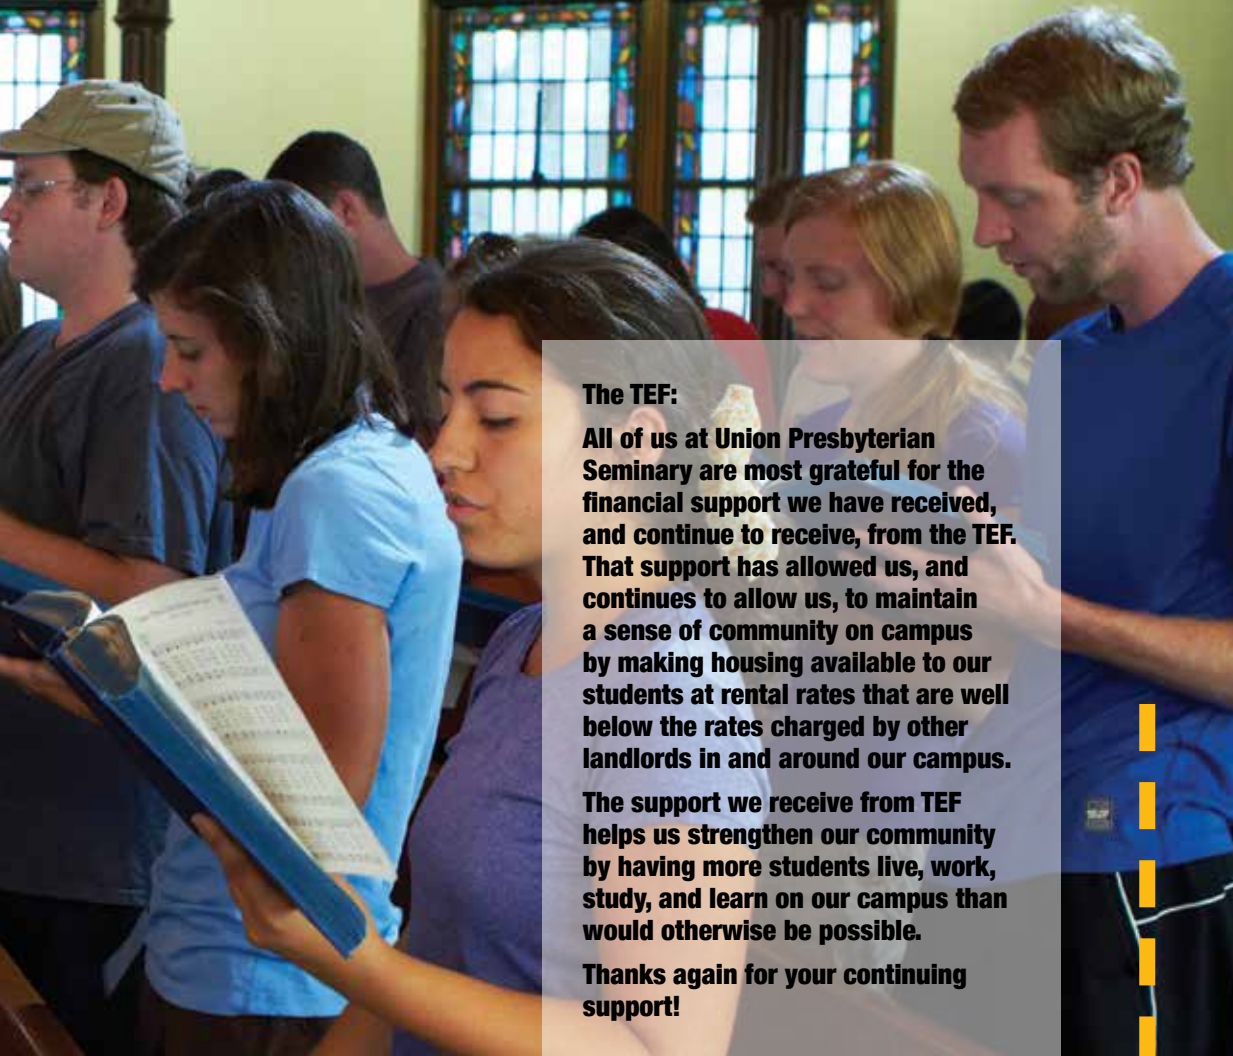 The TEF:
All of us at Union Presbyterian
Seminary are most grateful for the
financial support we have received,
and continue to receive, from the TEF.
That support has allowed us, and
continues to allow us, to maintain
a sense of community on campus
by making housing available to our
students at rental rates that are well
below the rates charged by other
landlords in and around our campus.
The support we receive from TEF
helps us strengthen our community
by having more students live, work,
study, and learn on our campus than
would otherwise be possible.
Thanks again for your continuing
support!